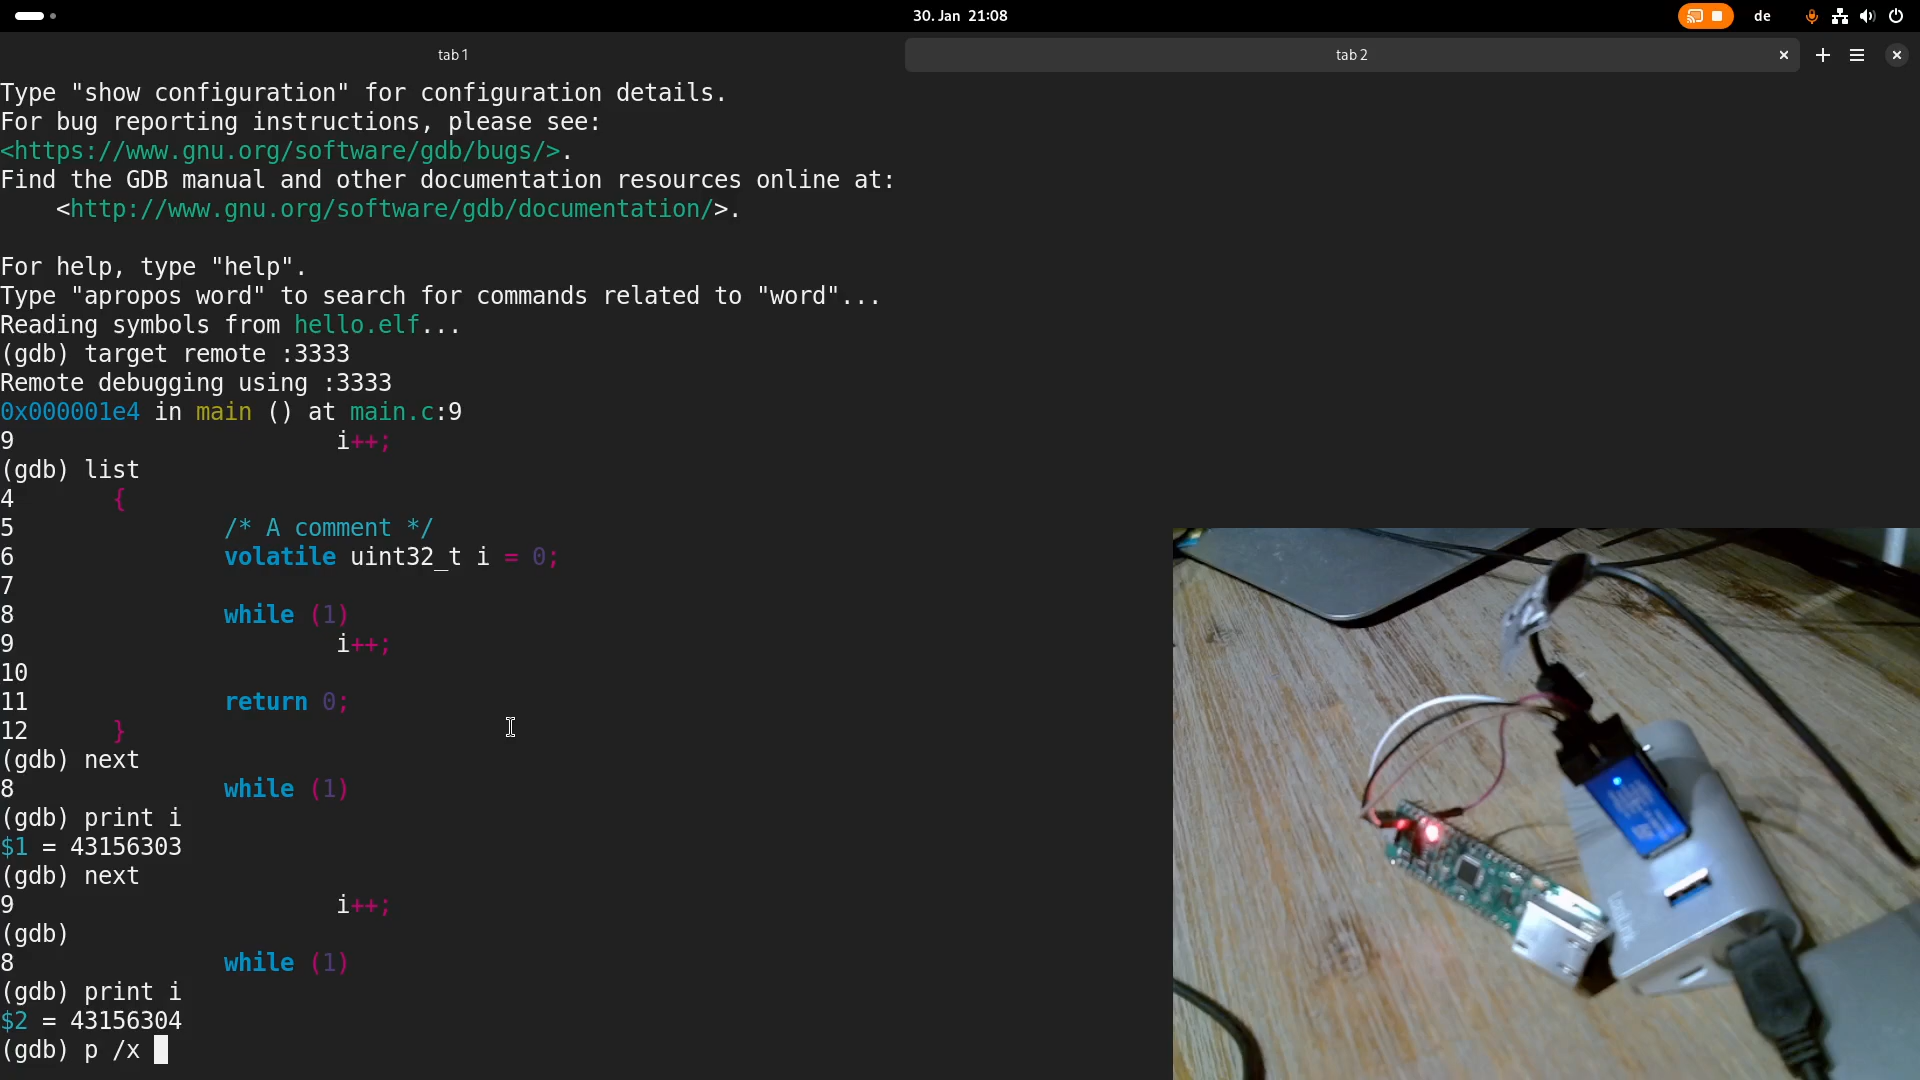 30. Jan 21:08
de
tab 1
tab 2
Type "show configuration" for configuration details.
For bug reporting instructions, please see:
<https://www.gnu.org/software/gdb/bugs/>.
Find the GDB manual and other documentation resources online at:
    <http://www.gnu.org/software/gdb/documentation/>.
For help, type "help".
Type "apropos word" to search for commands related to "word"...
Reading symbols from hello.elf...
(gdb) target remote :3333
Remote debugging using :3333
0x000001e4 in main () at main.c:9
9                       i++;
(gdb) list
4       {
5               /* A comment */
6               volatile uint32_t i = 0;
7
8               while (1)
9                       i++;
10
11              return 0;
12      }
(gdb) next
8               while (1)
(gdb) print i
$1 = 43156303
(gdb) next
9                       i++;
(gdb)
8               while (1)
(gdb) print i
$2 = 43156304
(gdb) p /x